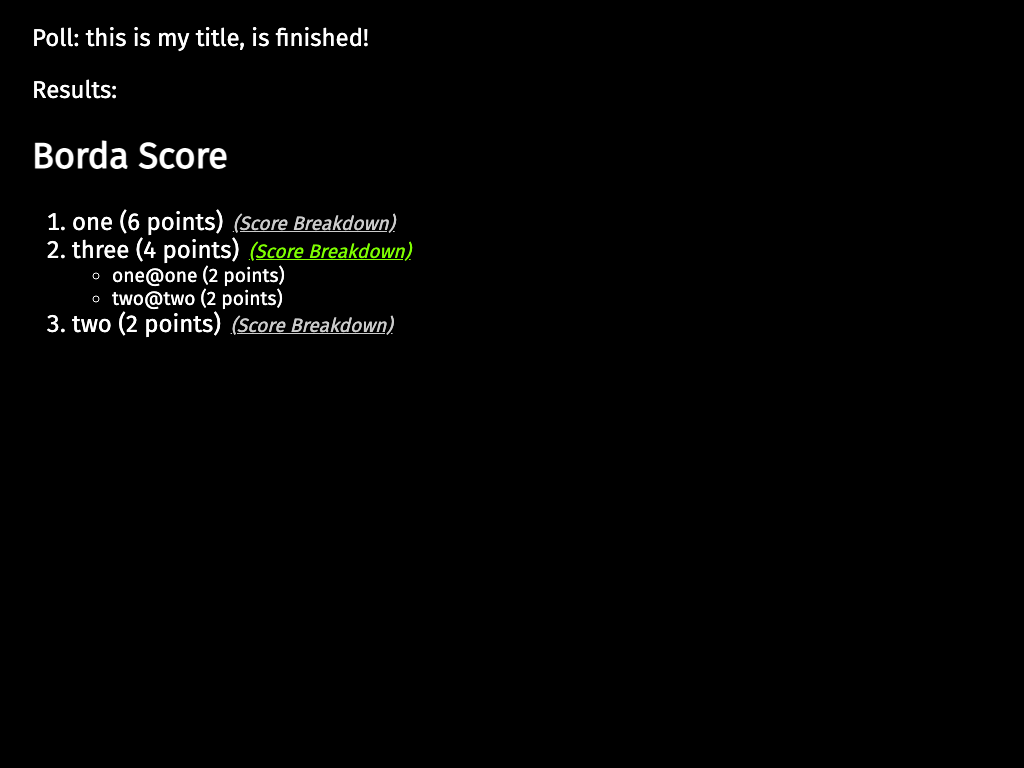 Poll: this is my title, is finished!
Results:
Borda Score
1. one (6 points) (Score Breakdown)
2. three (4 points) (Score Breakdown)
◦ one@one (2 points)
◦ two@two (2 points)
3. two (2 points) (Score Breakdown)